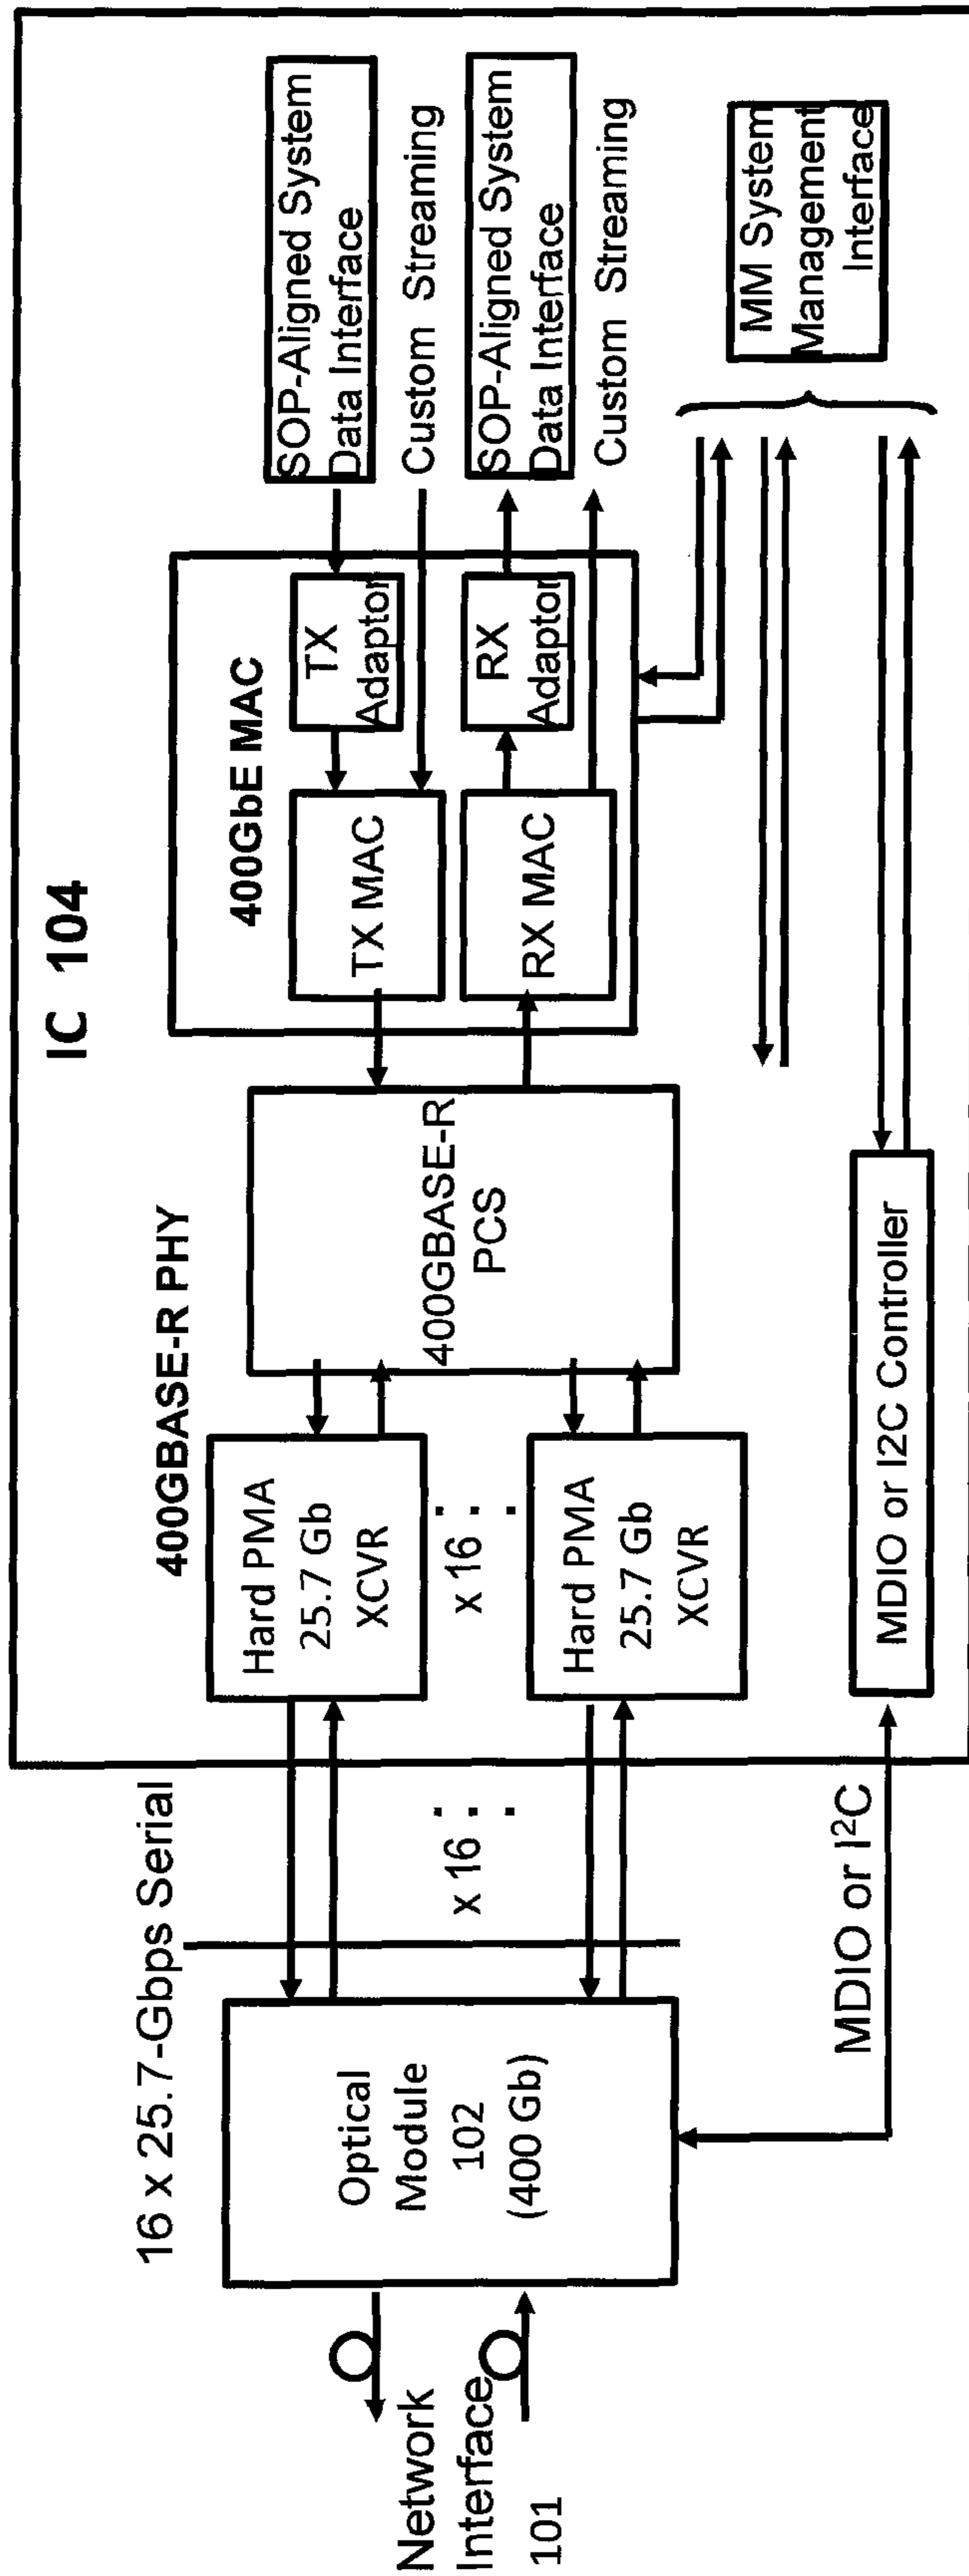 IC 104
16 x 25.7-Gbps Serial
400GBASE-R PHY
400GbE MAC
Network
Interface
101
Optical
Module
102
(400 Gb)
x 16
Hard PMA
25.7 Gb
XCVR
x 16
Hard PMA
25.7 Gb
XCVR
400GBASE-R
PCS
TX MAC
TX
Adaptor
RX MAC
RX
Adaptor
SOP-Aligned System
Data Interface
Custom Streaming
SOP-Aligned System
Data Interface
Custom Streaming
MM System
Management
Interface
MDIO or I2C Controller
MDIO or I²C